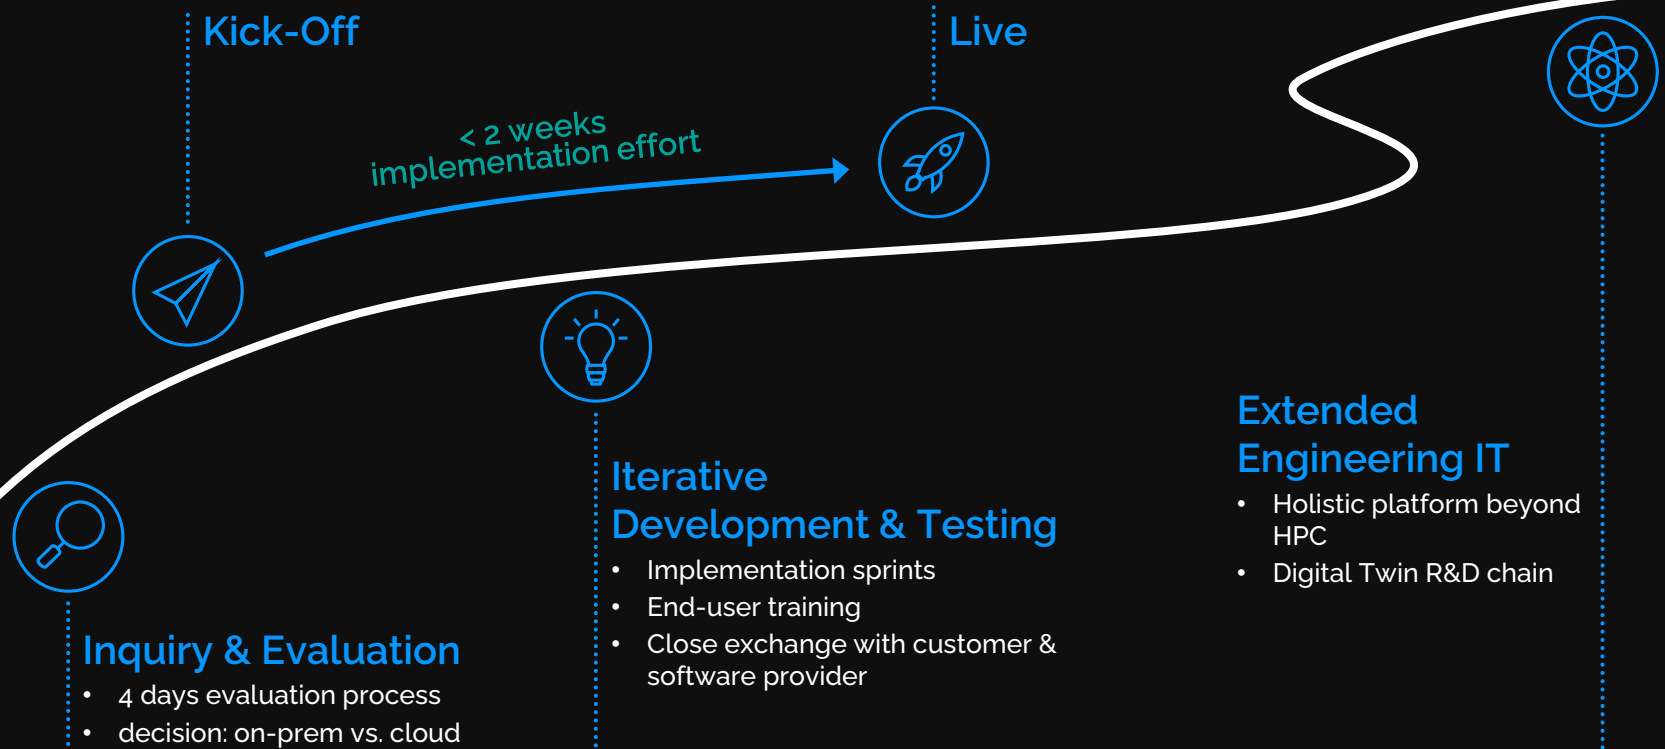 Kick-Off
Live
< 2 weeks
implementation effort
Extended
Engineering IT
• Holistic platform beyond
HPC
• Digital Twin R&D chain
Iterative
Development & Testing
• Implementation sprints
• End-user training
• Close exchange with customer &
software provider
Inquiry & Evaluation
• 4 days evaluation process
• decision: on-prem vs. cloud